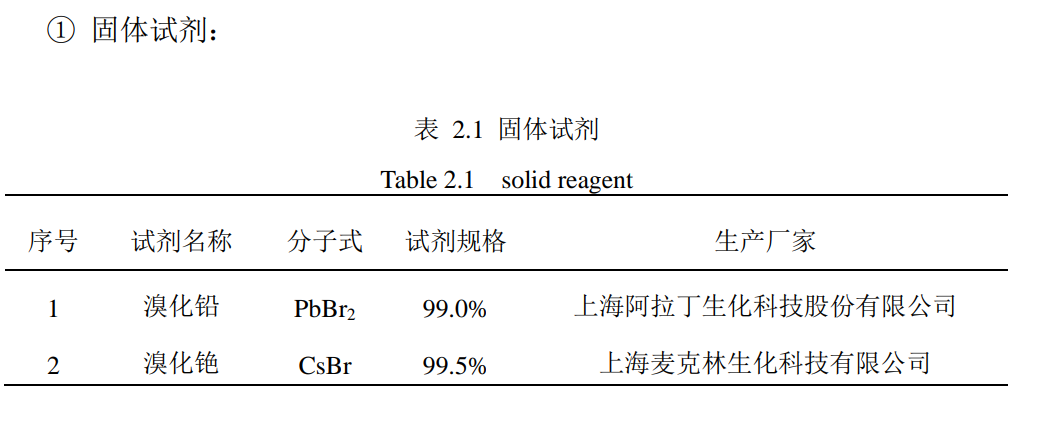 ① 固体试剂：
表 2.1 固体试剂
Table 2.1 solid reagent
序号 试剂名称 分子式 试剂规格 生产厂家
1 溴化铅 PbBr₂ 99.0% 上海阿拉丁生化科技股份有限公司
2 溴化铯 CsBr 99.5% 上海麦克林生化科技有限公司